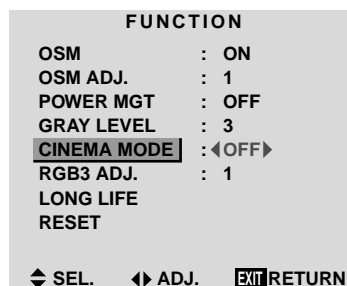 FUNCTION
OSM : ON
OSM ADJ. : 1
POWER MGT : OFF
GRAY LEVEL : 3
CINEMA MODE : OFF
RGB3 ADJ. : 1
LONG LIFE
RESET
SEL. ADJ. EXIT RETURN